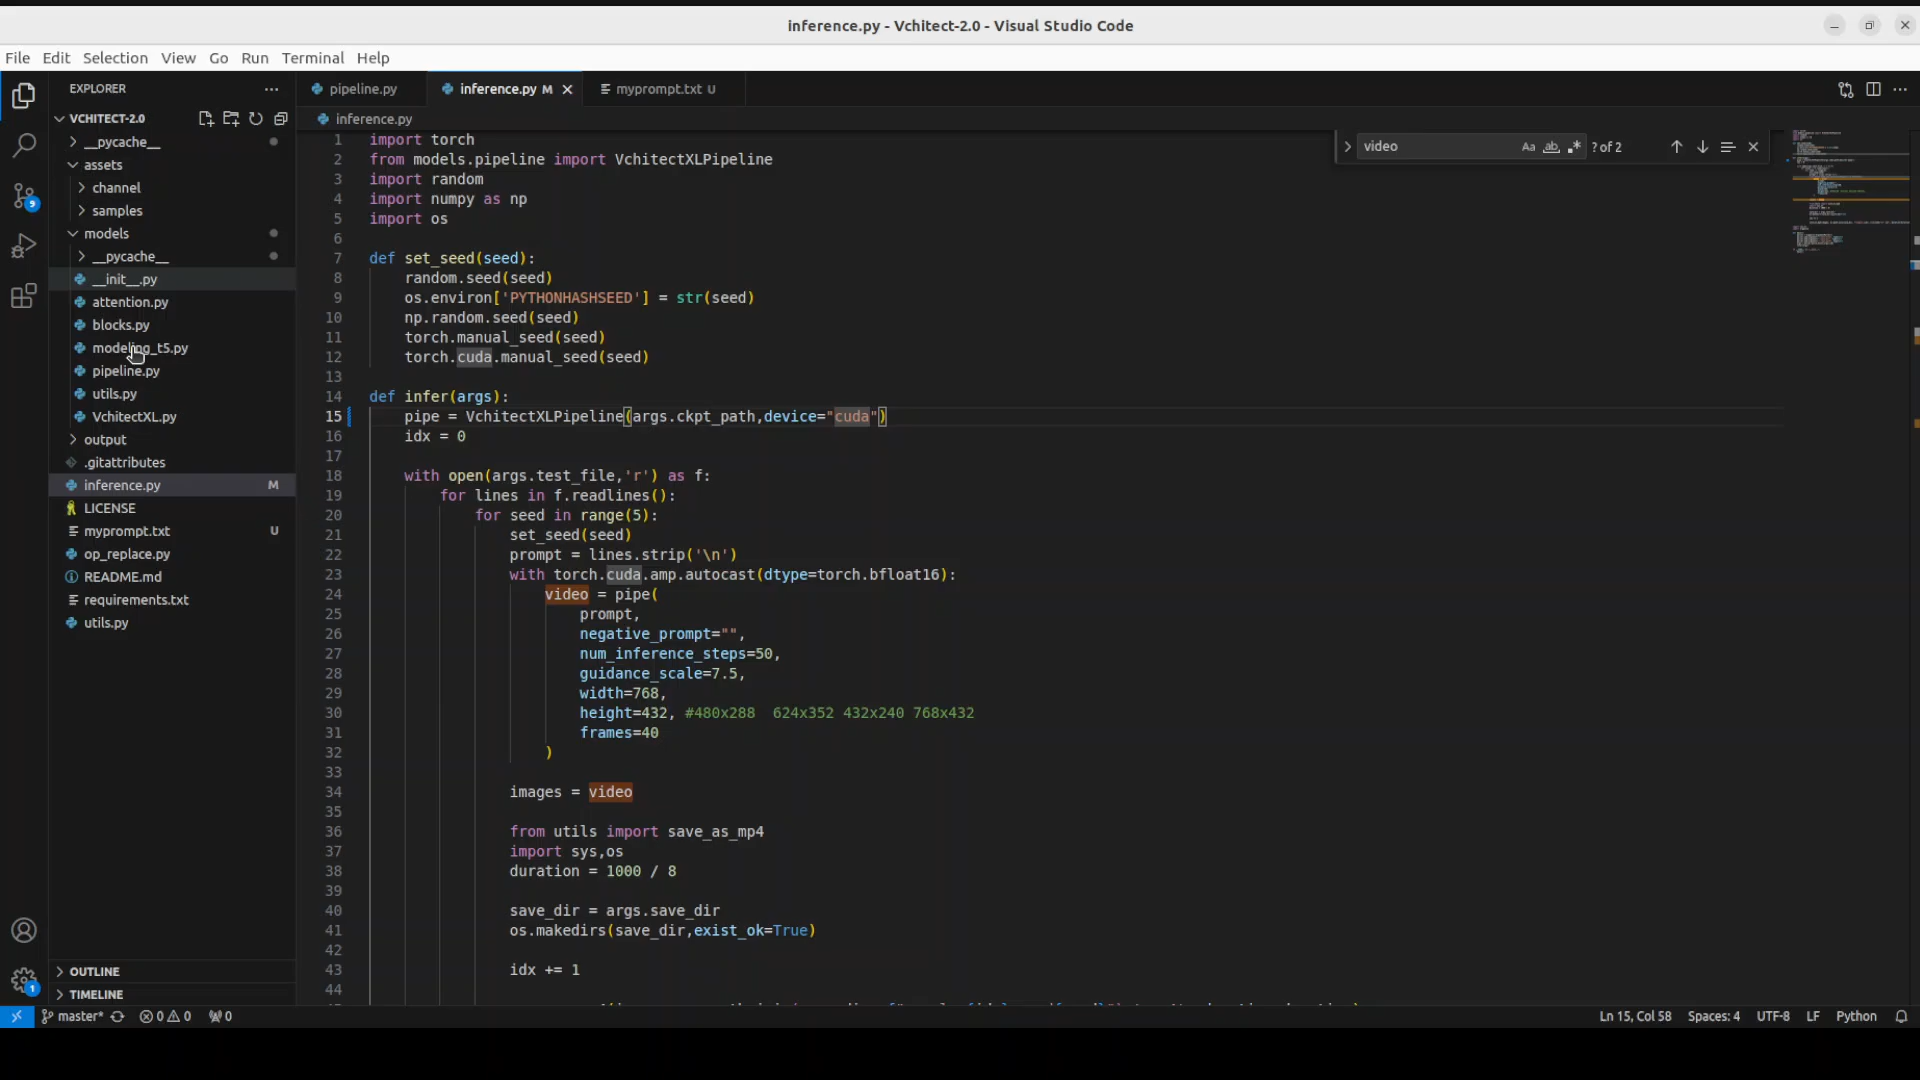 inference.py - Vchitect-2.0 - Visual Studio Code
File Edit Selection View Go Run Terminal Help
EXPLORER
VCHITECT-2.0
__pycache__
assets
channel
samples
models
__pycache__
__init__.py
attention.py
blocks.py
modeling_t5.py
pipeline.py
utils.py
VchitectXL.py
output
.gitattributes
inference.py M
LICENSE
myprompt.txt U
op_replace.py
README.md
requirements.txt
utils.py
OUTLINE
TIMELINE
9
1
pipeline.py
inference.py M
myprompt.txt U
inference.py
video Aa ab ? of 2
1 import torch
2 from models.pipeline import VchitectXLPipeline
3 import random
4 import numpy as np
5 import os
6
7 def set_seed(seed):
8 random.seed(seed)
9 os.environ['PYTHONHASHSEED'] = str(seed)
10 np.random.seed(seed)
11 torch.manual_seed(seed)
12 torch.cuda.manual_seed(seed)
13
14 def infer(args):
15 pipe = VchitectXLPipeline(args.ckpt_path,device="cuda")
16 idx = 0
17
18 with open(args.test_file,'r') as f:
19 for lines in f.readlines():
20 for seed in range(5):
21 set_seed(seed)
22 prompt = lines.strip('\n')
23 with torch.cuda.amp.autocast(dtype=torch.bfloat16):
24 video = pipe(
25 prompt,
26 negative_prompt="",
27 num_inference_steps=50,
28 guidance_scale=7.5,
29 width=768,
30 height=432, #480x288  624x352 432x240 768x432
31 frames=40
32 )
33
34 images = video
35
36 from utils import save_as_mp4
37 import sys,os
38 duration = 1000 / 8
39
40 save_dir = args.save_dir
41 os.makedirs(save_dir,exist_ok=True)
42
43 idx += 1
44
master* 0 0 0
Ln 15, Col 58 Spaces: 4 UTF-8 LF Python